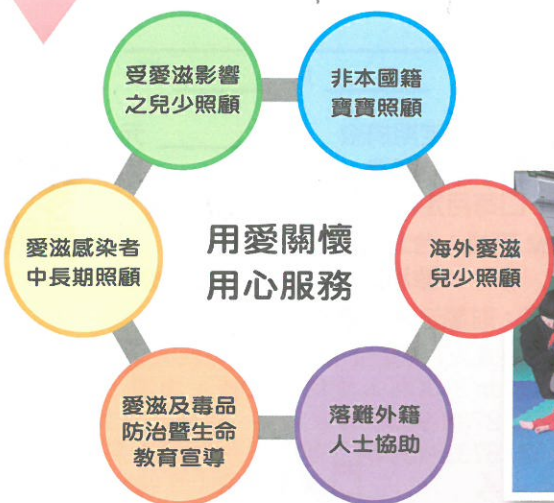 受愛滋影響
之兒少照顧
非本國籍
寶寶照顧
愛滋感染者
中長期照顧
用愛關懷
用心服務
海外愛滋
兒少照顧
愛滋及毒品
防治暨生命
教育宣導
落難外籍
人士協助